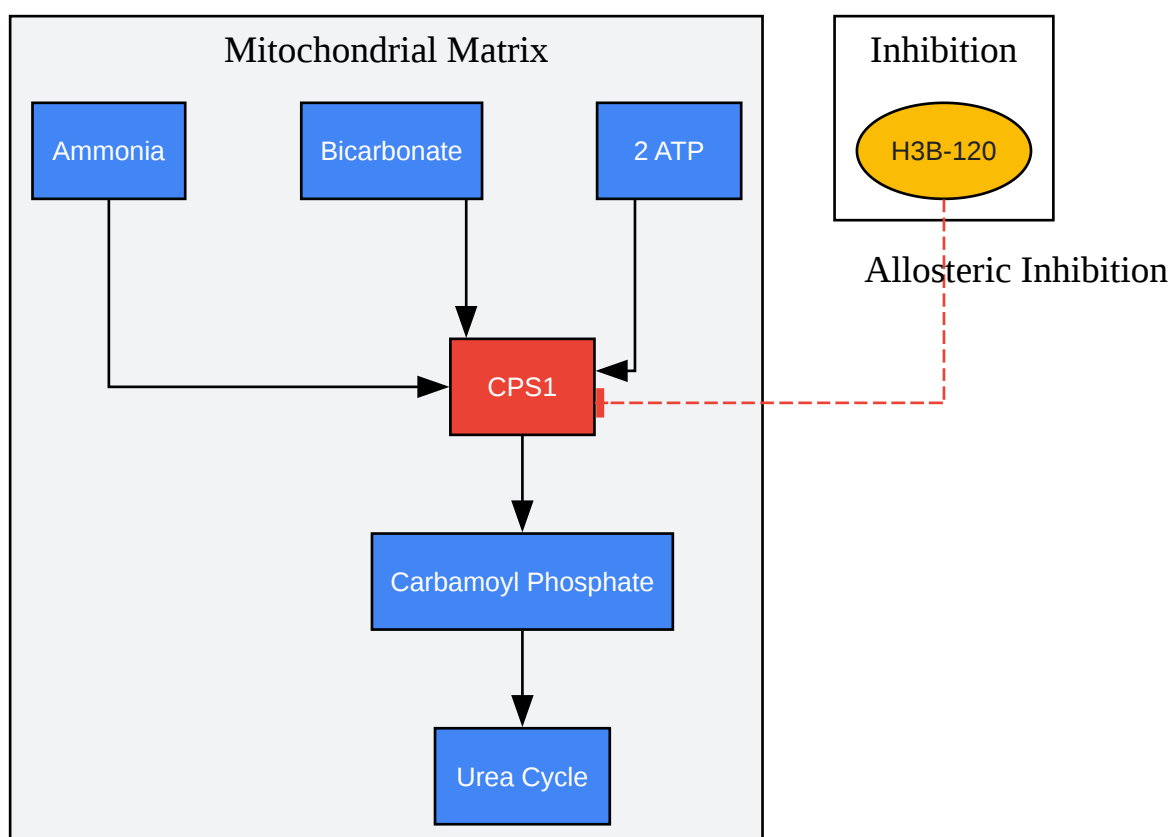 Mitochondrial Matrix
Inhibition
Ammonia
Bicarbonate
2 ATP
H3B-120
Allosteric Inhibition
CPS1
Carbamoyl Phosphate
Urea Cycle